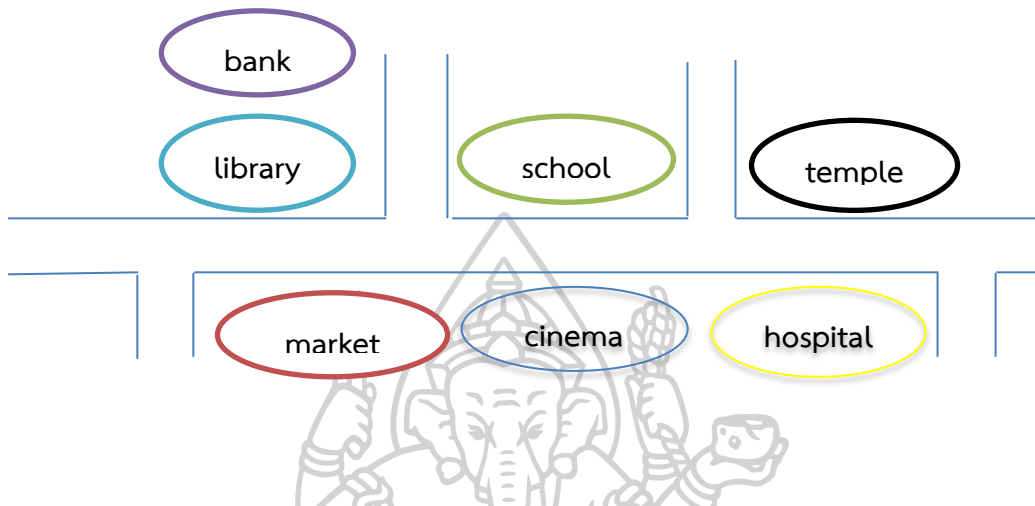 bank
library
school
temple
market
cinema
hospital